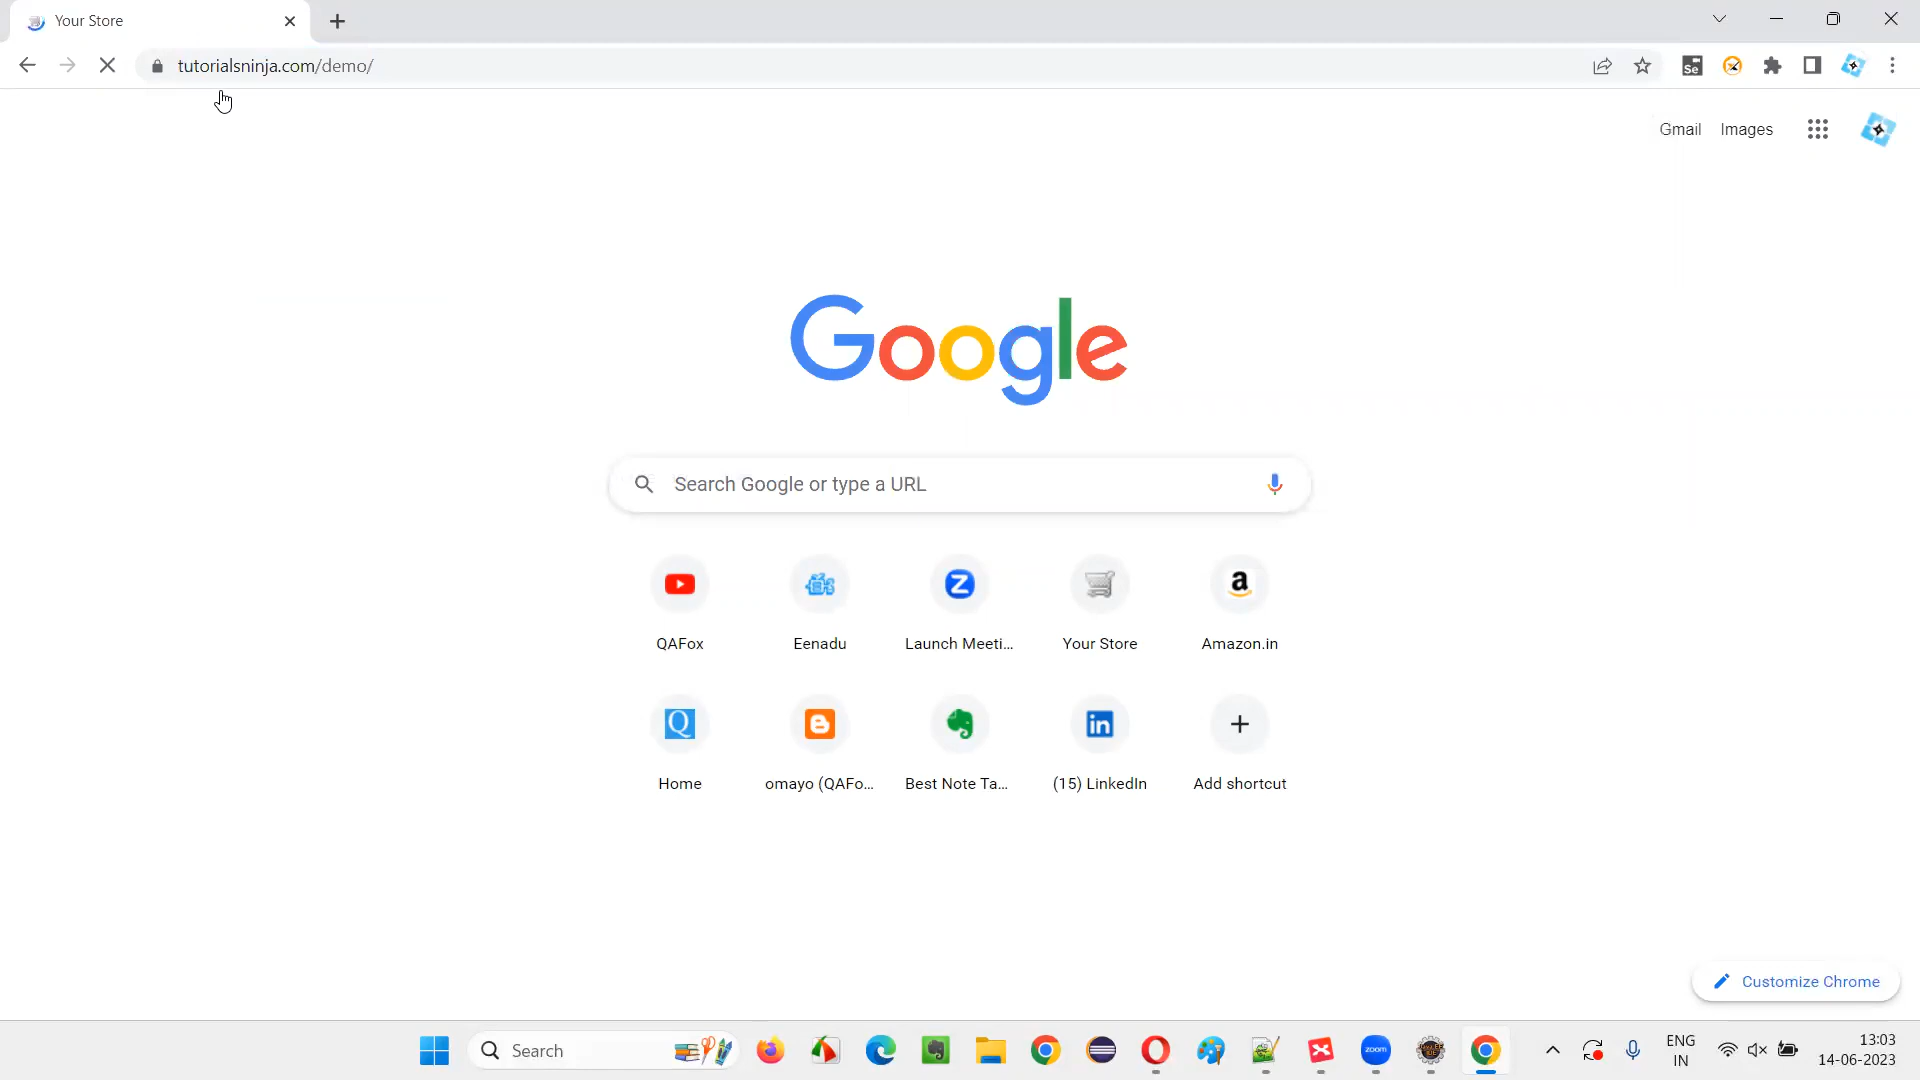 Your Store
tutorialsninja.com/demo/
Gmail Images
Google
Search Google or type a URL
QAFox
Eenadu
Launch Meeti...
Your Store
Amazon.in
Home
omayo (QAFo...
Best Note Ta...
(15) LinkedIn
Add shortcut
Customize Chrome
Search
ENG
IN
13:03
14-06-2023